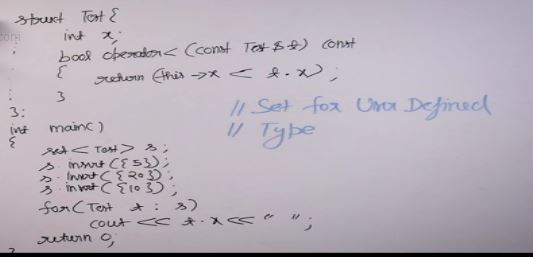 struct Test {
int x;
bool operator< (const Test &t) const
{
return (this->x < t.x);
}
};
int main()
{
set<Test> s;
s.insert({5});
s.insert({20});
s.insert({10});
for(Test t : s)
cout << t.x << " ";
return 0;
// Set for User Defined
// Type